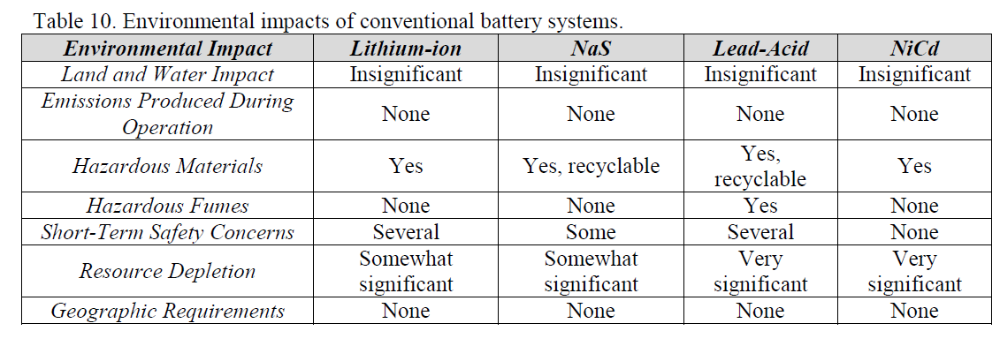 Table 10. Environmental impacts of conventional battery systems.
Environmental Impact Lithium-ion NaS Lead-Acid NiCd
Land and Water Impact Insignificant Insignificant Insignificant Insignificant
Emissions Produced During
Operation None None None None
Hazardous Materials Yes Yes, recyclable Yes,
recyclable Yes
Hazardous Fumes None None Yes None
Short-Term Safety Concerns Several Some Several None
Resource Depletion Somewhat
significant Somewhat
significant Very
significant Very
significant
Geographic Requirements None None None None